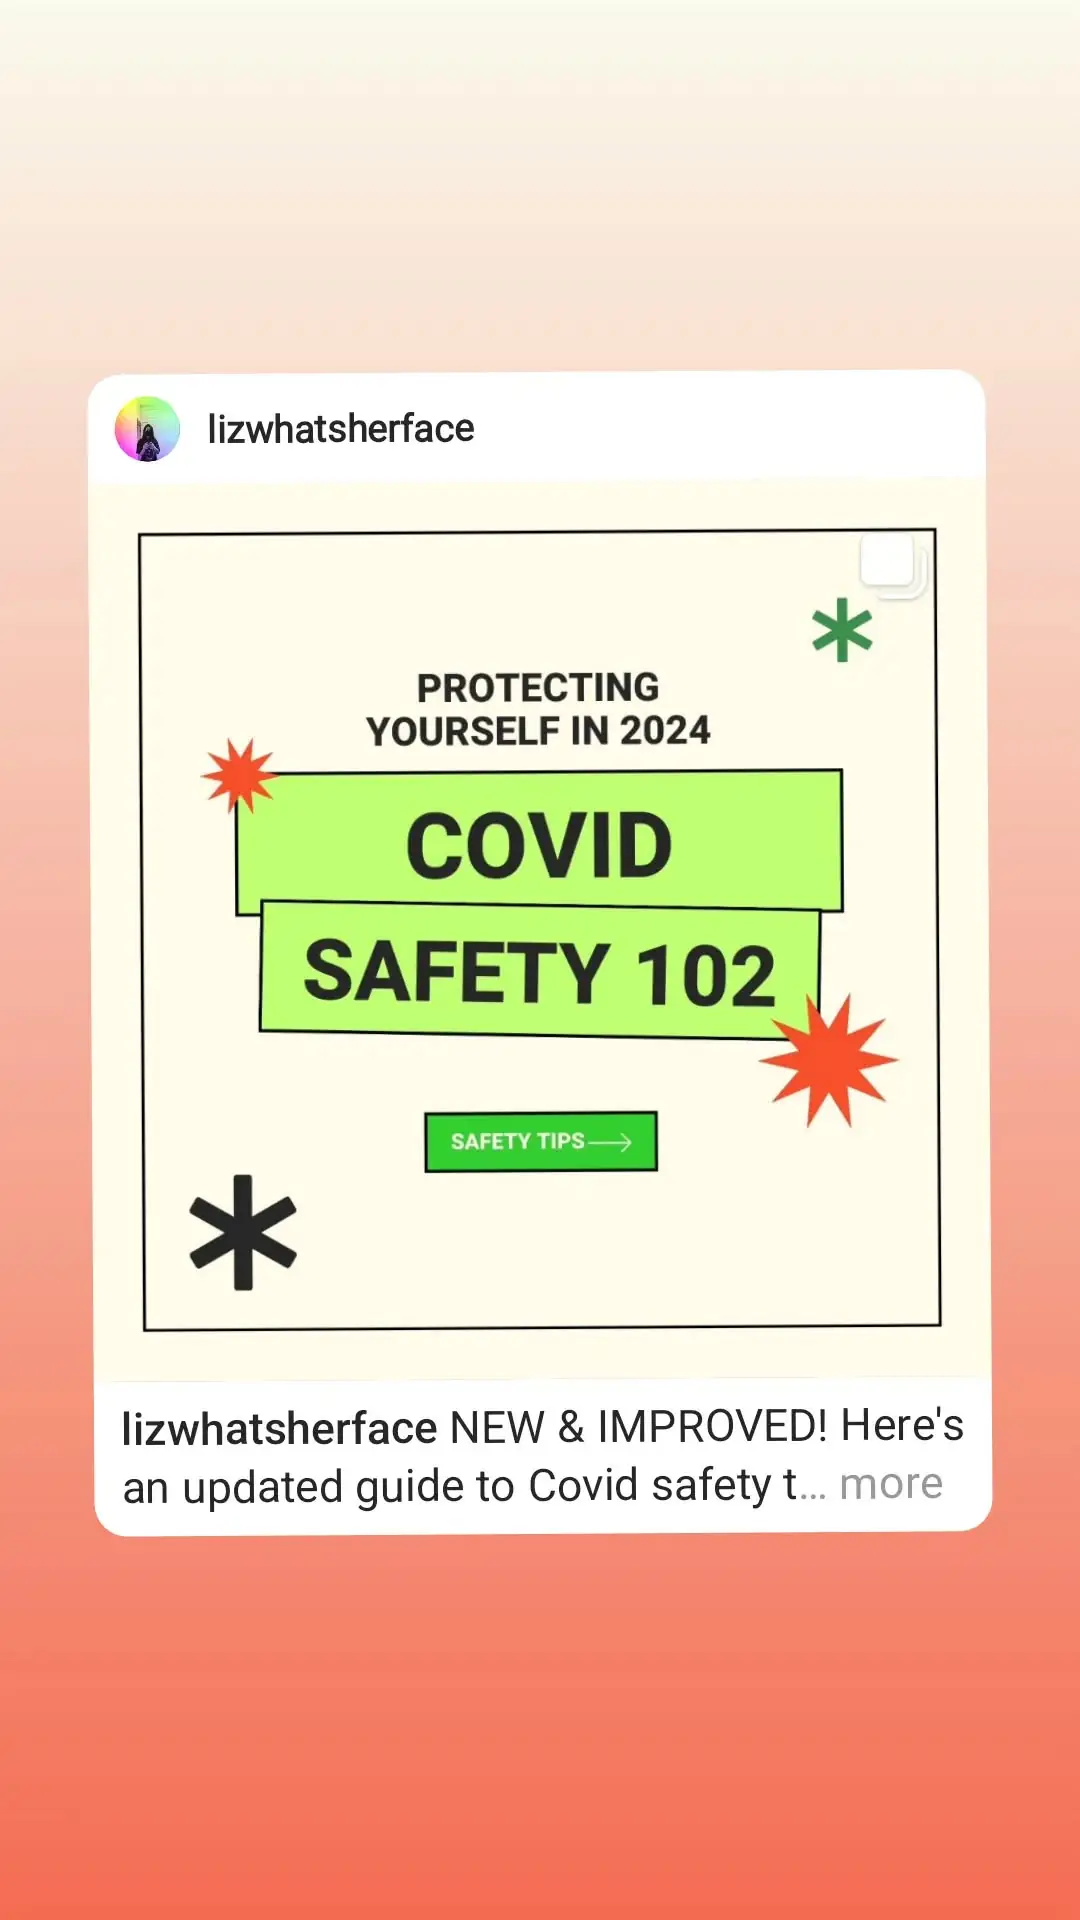 lizwhatsherface
PROTECTING
YOURSELF IN 2024
COVID
SAFETY 102
SAFETY TIPS
lizwhatsherface NEW & IMPROVED! Here's
an updated guide to Covid safety t... more